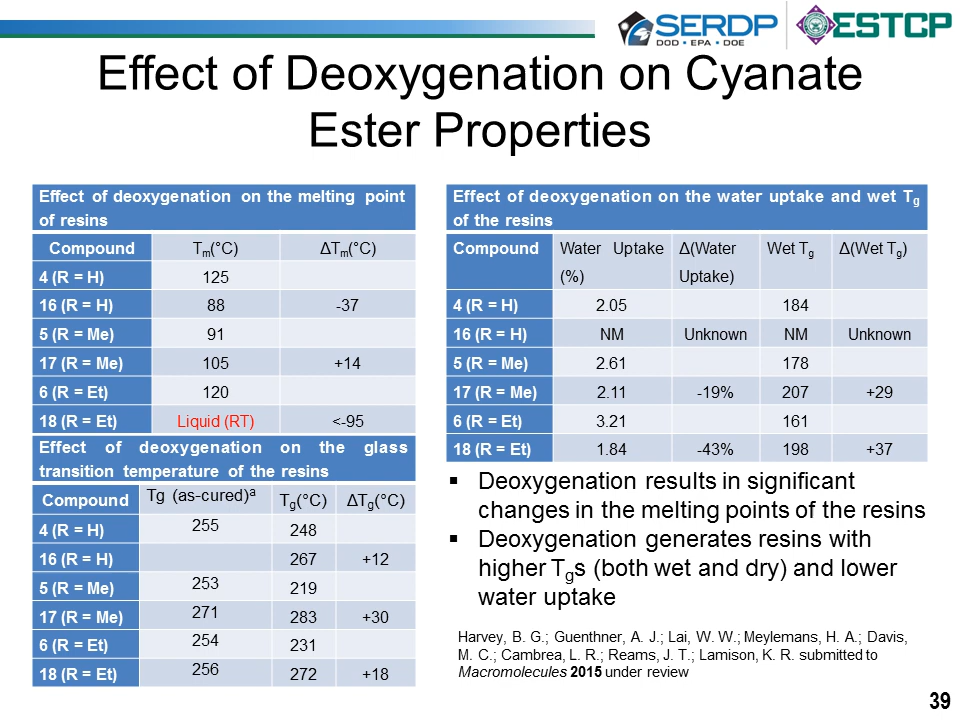 SERDP
DOD • EPA • DOE
ESTCP
Effect of Deoxygenation on Cyanate
Ester Properties
Effect of deoxygenation on the melting point
of resins
Compound Tm(°C) ΔTm(°C)
4 (R = H) 125
16 (R = H) 88 -37
5 (R = Me) 91
17 (R = Me) 105 +14
6 (R = Et) 120
18 (R = Et) Liquid (RT) <-95
Effect of deoxygenation on the glass
transition temperature of the resins
Compound Tg (as-cured)a Tg(°C) ΔTg(°C)
4 (R = H) 255 248
16 (R = H) 267 +12
5 (R = Me) 253 219
17 (R = Me) 271 283 +30
6 (R = Et) 254 231
18 (R = Et) 256 272 +18
Effect of deoxygenation on the water uptake and wet Tg
of the resins
Compound Water Uptake Δ(Water Wet Tg Δ(Wet Tg)
(%) Uptake)
4 (R = H) 2.05 184
16 (R = H) NM Unknown NM Unknown
5 (R = Me) 2.61 178
17 (R = Me) 2.11 -19% 207 +29
6 (R = Et) 3.21 161
18 (R = Et) 1.84 -43% 198 +37
▪ Deoxygenation results in significant
changes in the melting points of the resins
▪ Deoxygenation generates resins with
higher Tgs (both wet and dry) and lower
water uptake
Harvey, B. G.; Guenthner, A. J.; Lai, W. W.; Meylemans, H. A.; Davis,
M. C.; Cambrea, L. R.; Reams, J. T.; Lamison, K. R. submitted to
Macromolecules 2015 under review
39